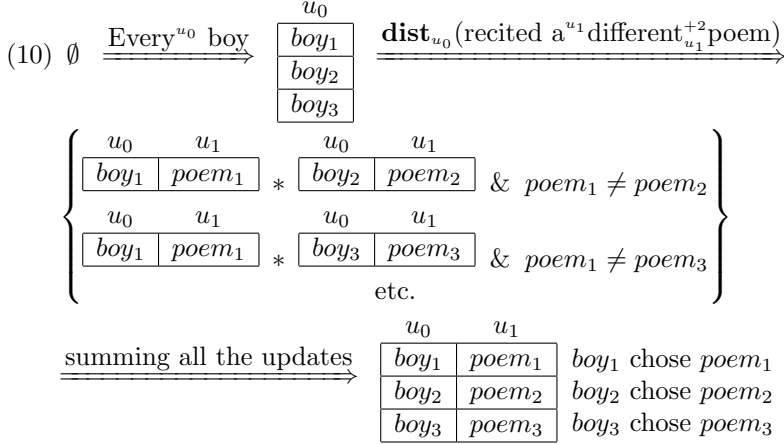 u₀
(10) ∅ Every^{u₀} boy boy₁ dist_{u₀}(recited a^{u₁}different^{+2}_{u₁}poem)
boy₂
boy₃
u₀ u₁ u₀ u₁
boy₁ poem₁ * boy₂ poem₂ & poem₁ ≠ poem₂
u₀ u₁ u₀ u₁
boy₁ poem₁ * boy₃ poem₃ & poem₁ ≠ poem₃
etc.
u₀ u₁
summing all the updates boy₁ poem₁ boy₁ chose poem₁
boy₂ poem₂ boy₂ chose poem₂
boy₃ poem₃ boy₃ chose poem₃